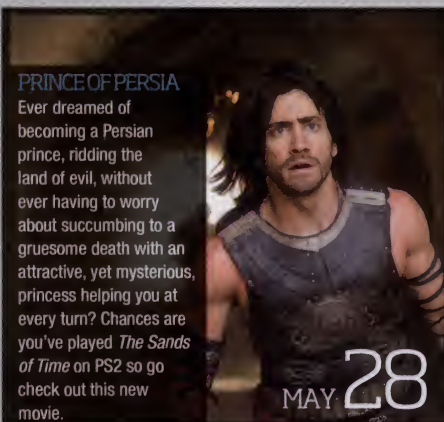 PRINCE OF PERSIA
Ever dreamed of
becoming a Persian
prince, ridding the
land of evil, without
ever having to worry
about succumbing to a
gruesome death with an
attractive, yet mysterious,
princess helping you at
every turn? Chances are
you've played The Sands
of Time on PS2 so go
check out this new
movie.
MAY 28